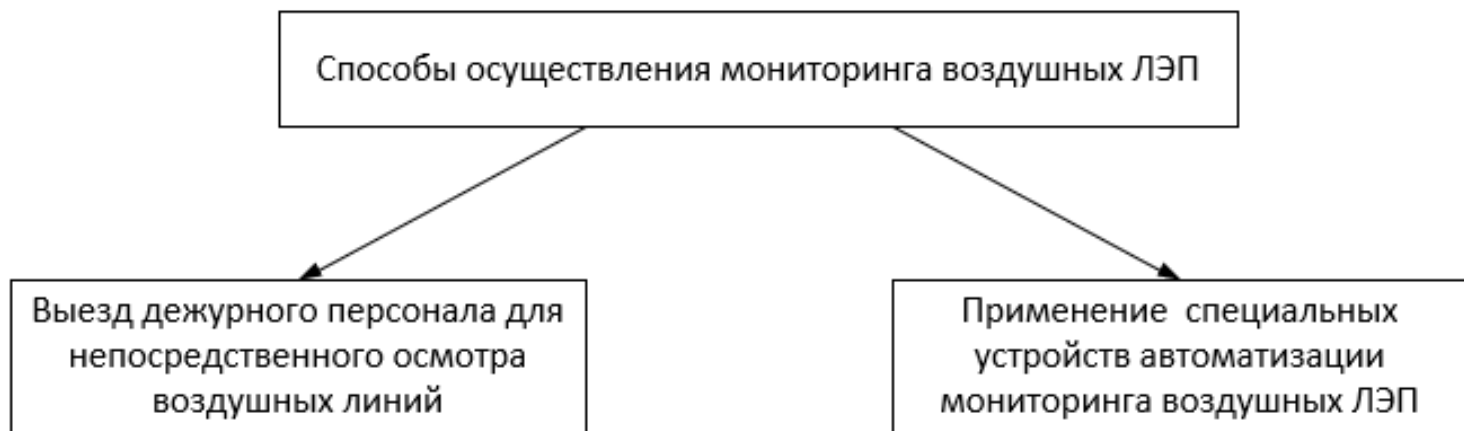 Способы осуществления мониторинга воздушных ЛЭП
Выезд дежурного персонала для
непосредственного осмотра
воздушных линий
Применение специальных
устройств автоматизации
мониторинга воздушных ЛЭП